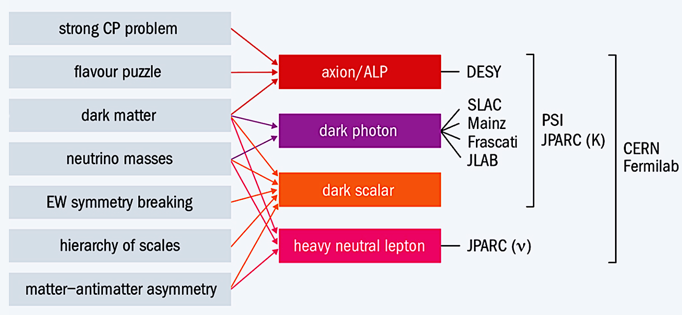 strong CP problem
flavour puzzle
dark matter
neutrino masses
EW symmetry breaking
hierarchy of scales
matter–antimatter asymmetry
axion/ALP
dark photon
dark scalar
heavy neutral lepton
DESY
SLAC
Mainz
Frascati
JLAB
JPARC (ν)
PSI
JPARC (K)
CERN
Fermilab